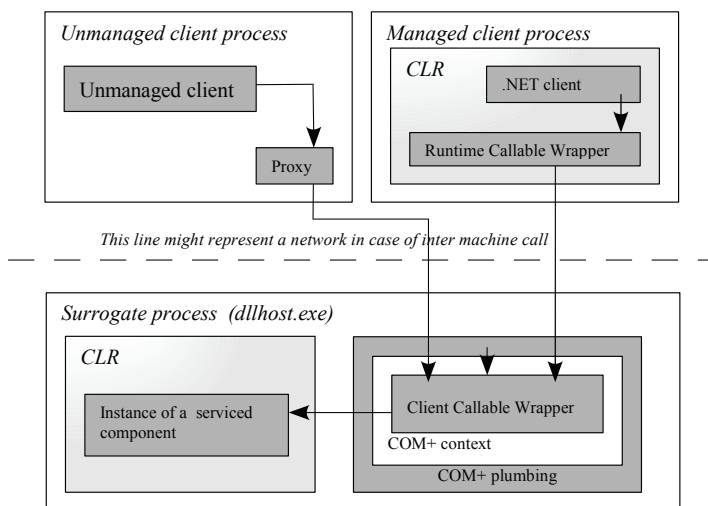 Unmanaged client process
Unmanaged client
Proxy
Managed client process
CLR
.NET client
Runtime Callable Wrapper
This line might represent a network in case of inter machine call
Surrogate process (dllhost.exe)
CLR
Instance of a serviced
component
Client Callable Wrapper
COM+ context
COM+ plumbing